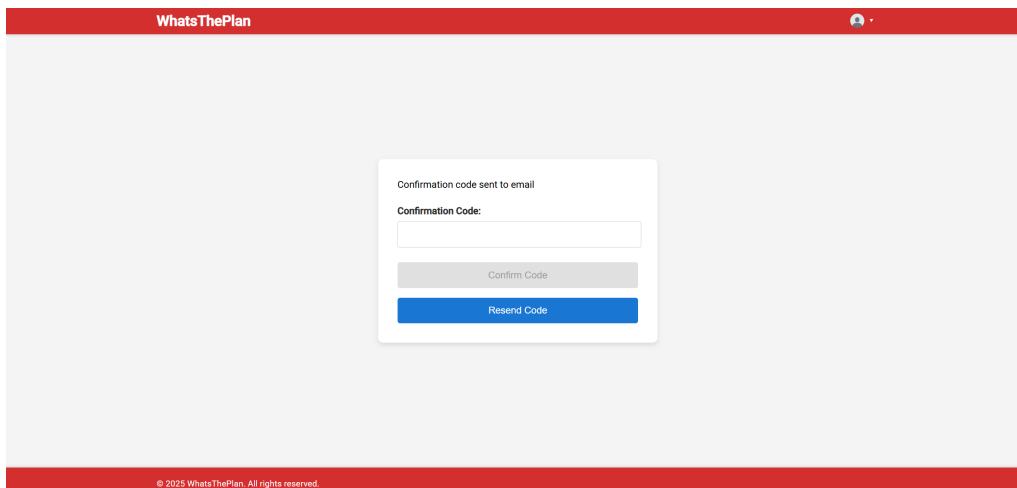 WhatsThePlan
Confirmation code sent to email
Confirmation Code:
Confirm Code
Resend Code
© 2025 WhatsThePlan. All rights reserved.